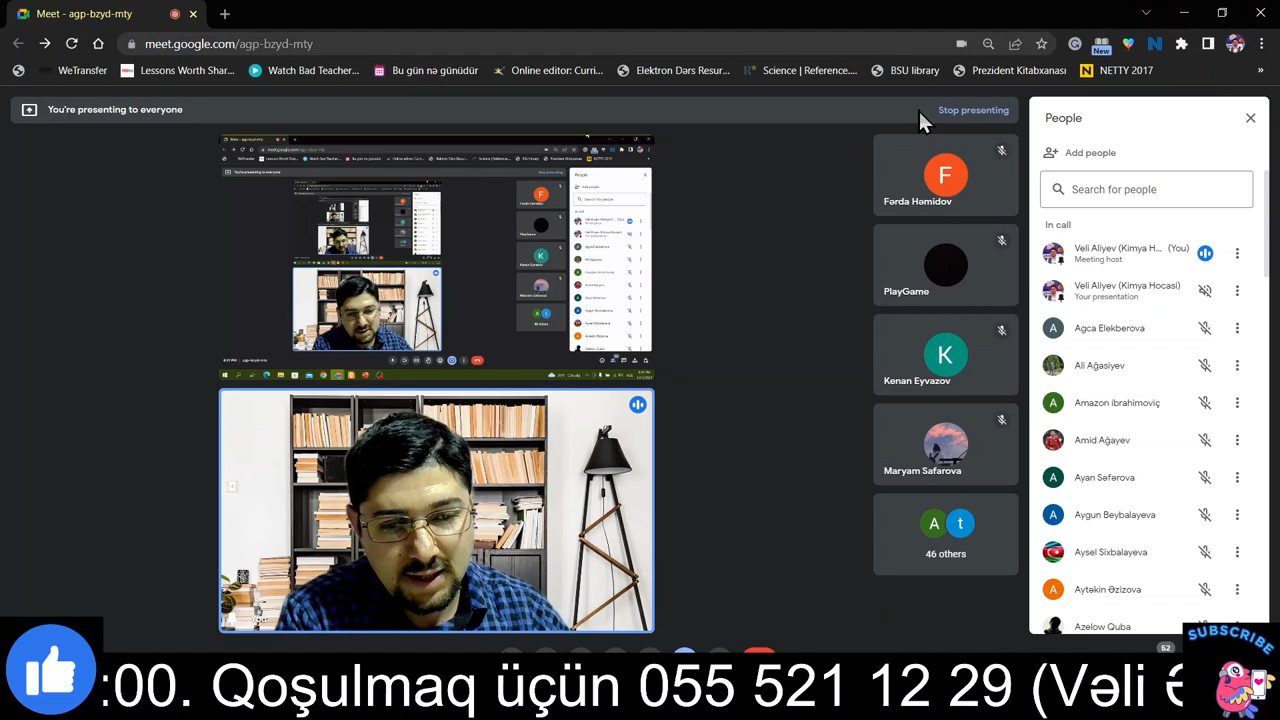 Meet - agp-bzyd-mty
meet.google.com/agp-bzyd-mty
New
WeTransfer
Lessons Worth Shar...
Watch Bad Teacher...
Bu gün nə günüdür
Online editor: Curri...
Elektron Dərs Resur...
Science | Reference....
BSU library
Prezident Kitabxanası
NETTY 2017
You're presenting to everyone
Stop presenting
People
Add people
Search for people
In call
Veli Aliyev (Kimya H... (You)
Meeting host
Veli Aliyev (Kimya Hocasi)
Your presentation
Agca Elekberova
Ali Ağasiyev
Amazon ibrahimoviç
Amid Ağayev
Ayan Səfərova
Aygun Beybalayeva
Aysel Sixbalayeva
Aytəkin Əzizova
Azelow Quba
F
Fərda Həmidov
PlayGame
K
Kenan Eyvazov
Maryam Safarova
A t
46 others
52
SUBSCRIBE
:00. Qoşulmaq üçün 055 521 12 29 (Vəli Ə